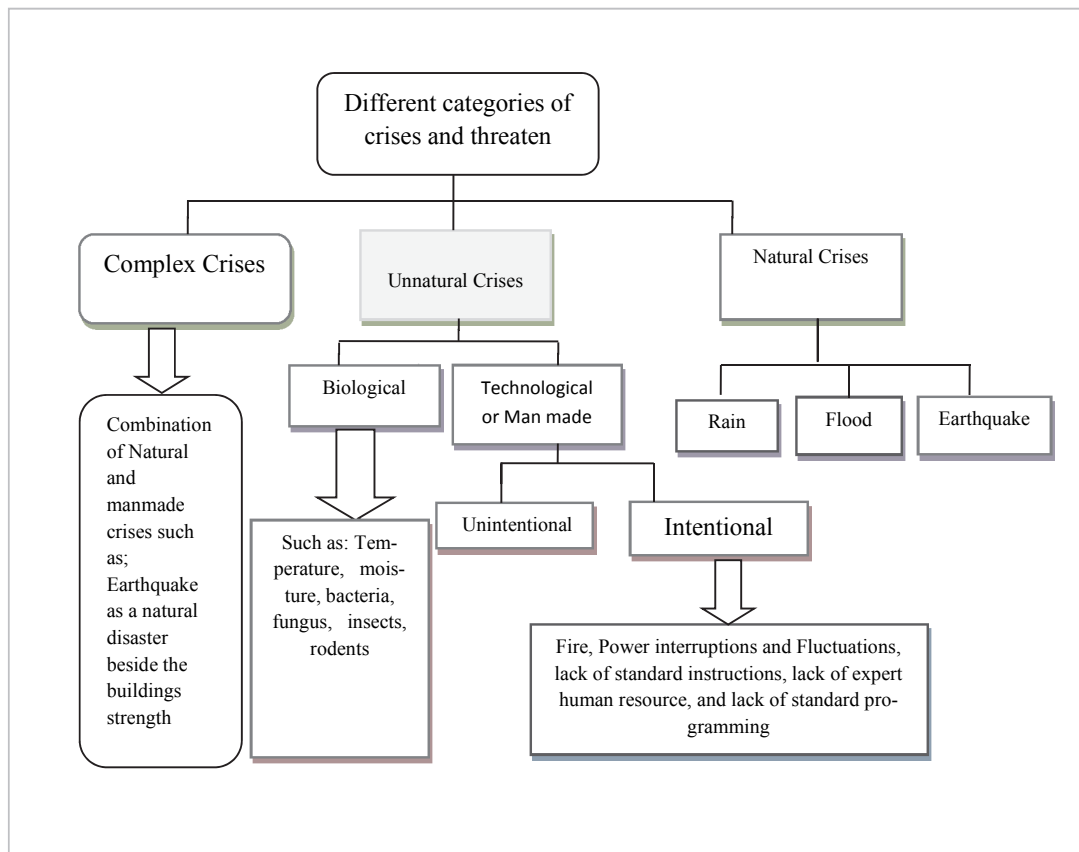 Different categories of
crises and threaten
Complex Crises
Unnatural Crises
Natural Crises
Biological
Technological
or Man made
Rain
Flood
Earthquake
Combination
of Natural
and
manmade
crises such
as;
Earthquake
as a natural
disaster
beside the
buildings
strength
Such as: Tem-
perature, mois-
ture, bacteria,
fungus, insects,
rodents
Unintentional
Intentional
Fire, Power interruptions and Fluctuations,
lack of standard instructions, lack of expert
human resource, and lack of standard pro-
gramming